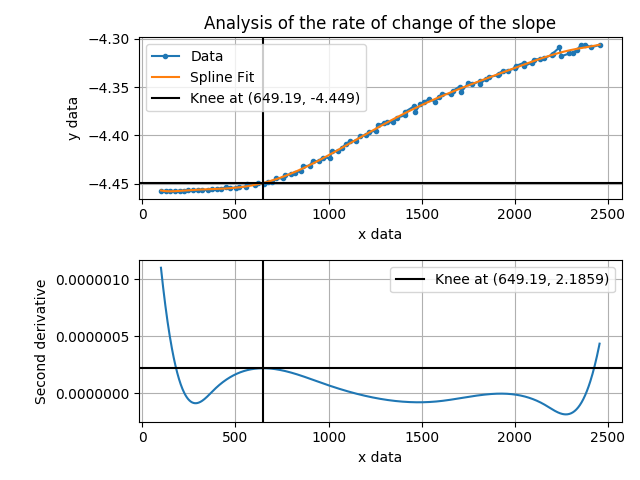 Analysis of the rate of change of the slope
−4.30
−4.35
−4.40
−4.45
y data
Data
Spline Fit
Knee at (649.19, -4.449)
0
500
1000
1500
2000
2500
x data
0.0000010
0.0000005
0.0000000
Second derivative
Knee at (649.19, 2.1859)
0
500
1000
1500
2000
2500
x data